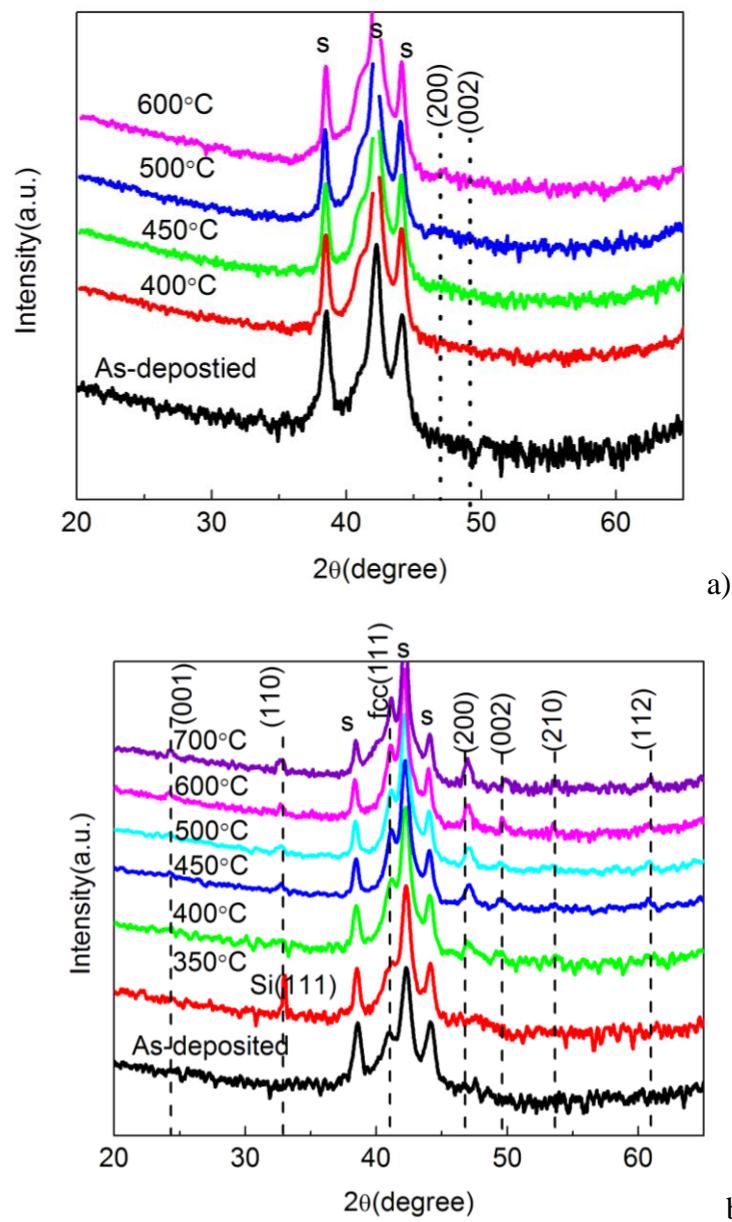 s s s
(200)
(002)
600°C
500°C
450°C
400°C
As-depostied
Intensity(a.u.)
20 30 40 50 60
2θ(degree)
a)
(001)
(110)
s
fcc(111)
s
s
(200)
(002)
(210)
(112)
700°C
600°C
500°C
450°C
400°C
350°C
Si(111)
As-deposited
Intensity(a.u.)
20 30 40 50 60
2θ(degree)
b